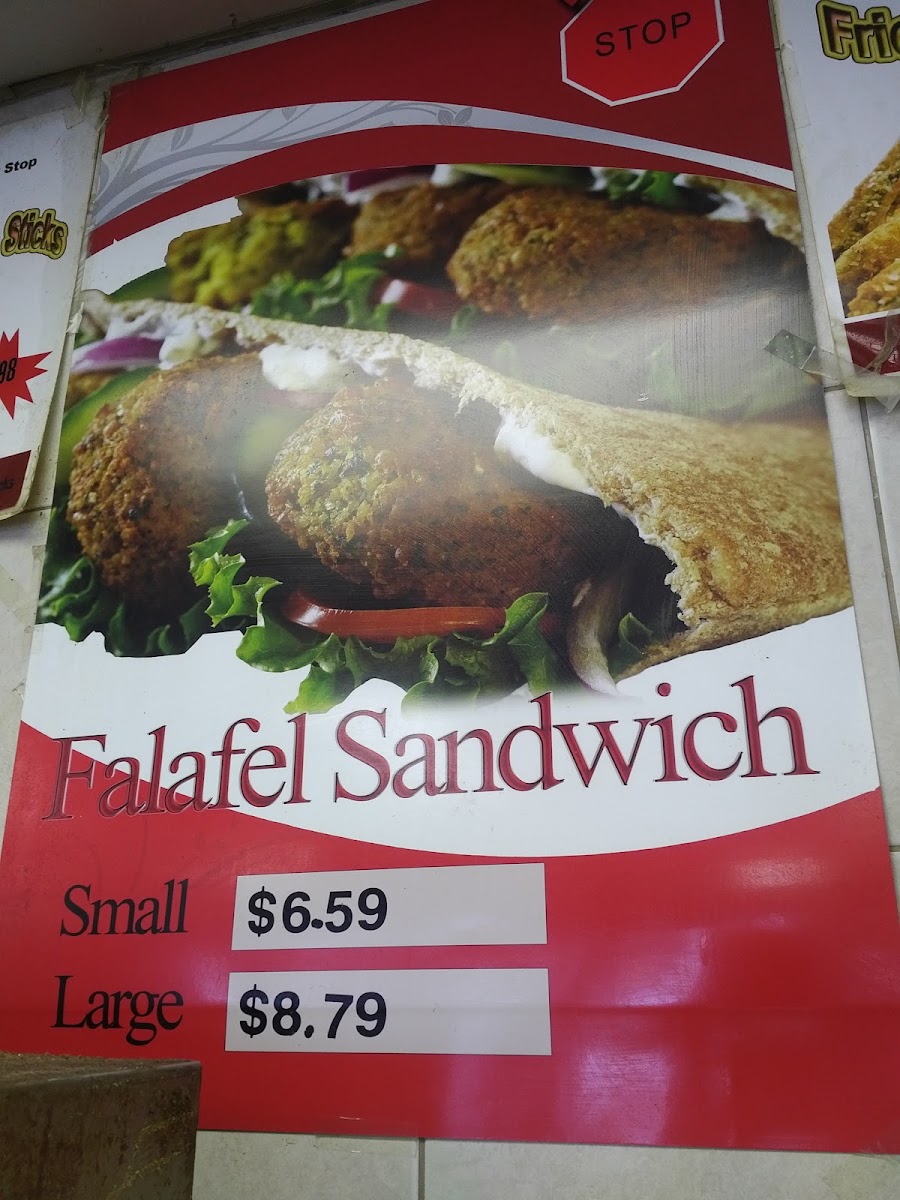 STOP
Stop
Sticks
Falafel Sandwich
Small $6.59
Large $8.79